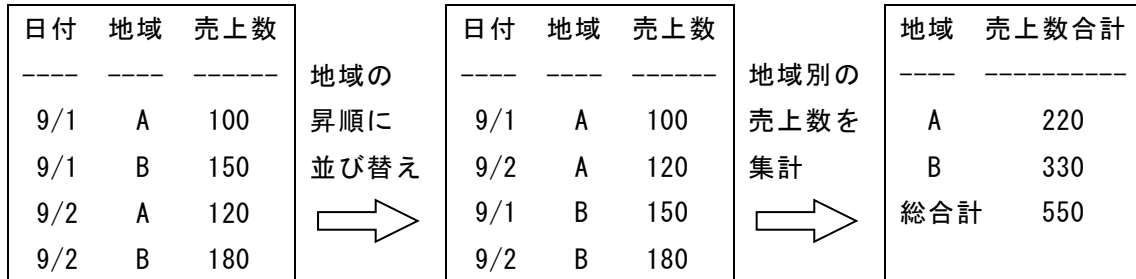 日付 地域 売上数
---- ---- ------
9/1 A 100
9/1 B 150
9/2 A 120
9/2 B 180
地域の
昇順に
並び替え
日付 地域 売上数
---- ---- ------
9/1 A 100
9/2 A 120
9/1 B 150
9/2 B 180
地域別の
売上数を
集計
地域 売上数合計
---- ----------
A 220
B 330
総合計 550